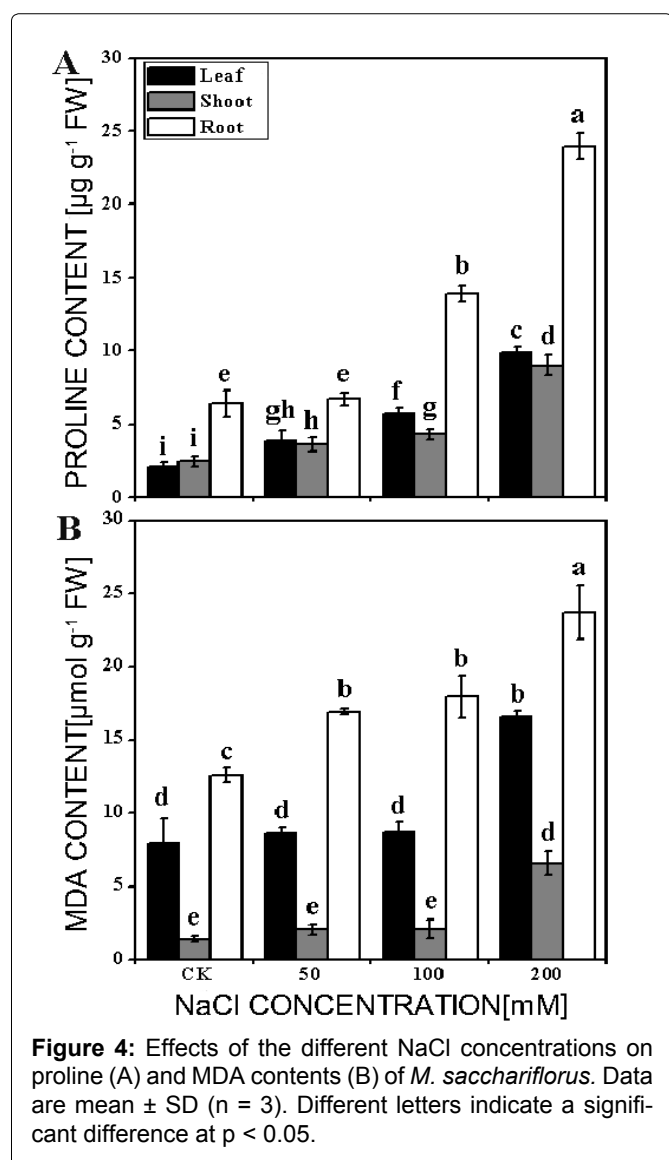 A
Leaf
Shoot
Root
PROLINE CONTENT [µg g⁻¹ FW]
30
25
20
15
10
5
0
i i e
gh h e
f g b
c d a
B
MDA CONTENT[µmol g⁻¹ FW]
30
25
20
15
10
5
0
d e c
d e b
d e b
b d a
CK 50 100 200
NaCl CONCENTRATION[mM]
Figure 4: Effects of the different NaCl concentrations on
proline (A) and MDA contents (B) of M. sacchariflorus. Data
are mean ± SD (n = 3). Different letters indicate a signifi-
cant difference at p < 0.05.